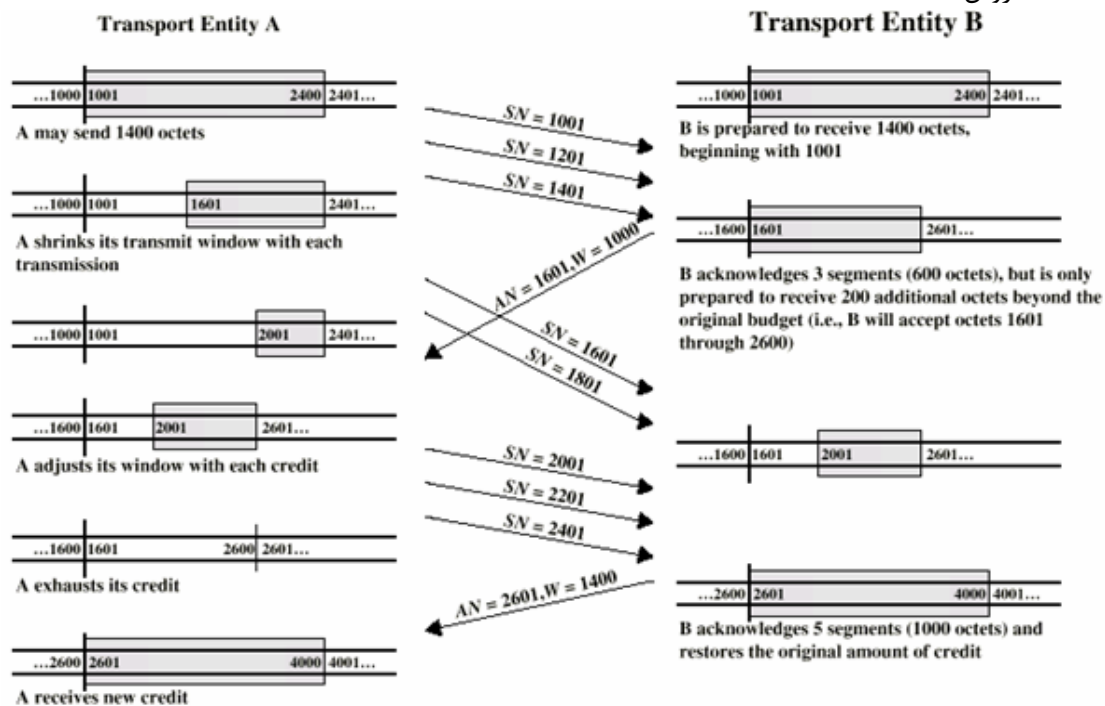 Transport Entity A
Transport Entity B
...1000 1001 2400 2401...
A may send 1400 octets
SN = 1001
SN = 1201
SN = 1401
...1000 1001 2400 2401...
B is prepared to receive 1400 octets,
beginning with 1001
...1000 1001 1601 2401...
A shrinks its transmit window with each
transmission
AN = 1601,W = 1000
...1600 1601 2601...
B acknowledges 3 segments (600 octets), but is only
prepared to receive 200 additional octets beyond the
original budget (i.e., B will accept octets 1601
through 2600)
...1000 1001 2001 2401...
SN = 1601
SN = 1801
...1600 1601 2001 2601...
A adjusts its window with each credit
SN = 2001
SN = 2201
SN = 2401
...1600 1601 2001 2601...
...1600 1601 2600 2601...
A exhausts its credit
AN = 2601,W = 1400
...2600 2601 4000 4001...
B acknowledges 5 segments (1000 octets) and
restores the original amount of credit
...2600 2601 4000 4001...
A receives new credit